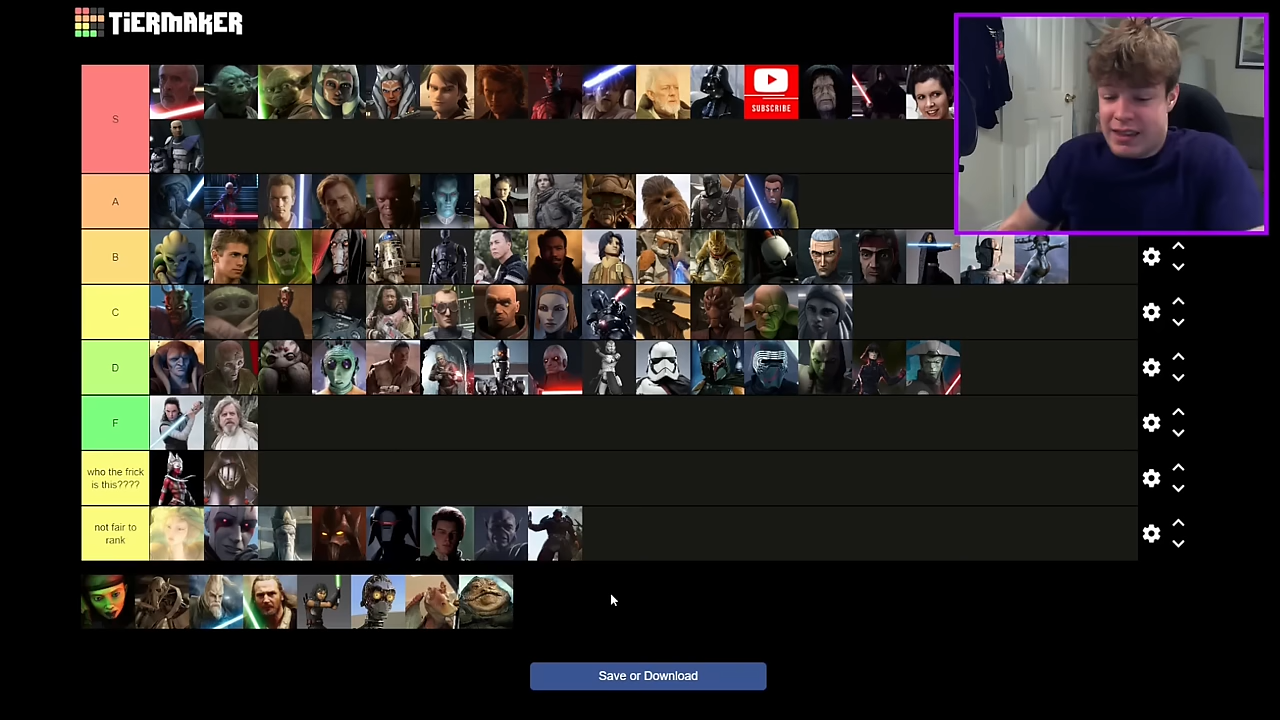 TiERMAKER
S
SUBSCRIBE
A
B
C
D
F
who the frick
is this????
not fair to
rank
Save or Download